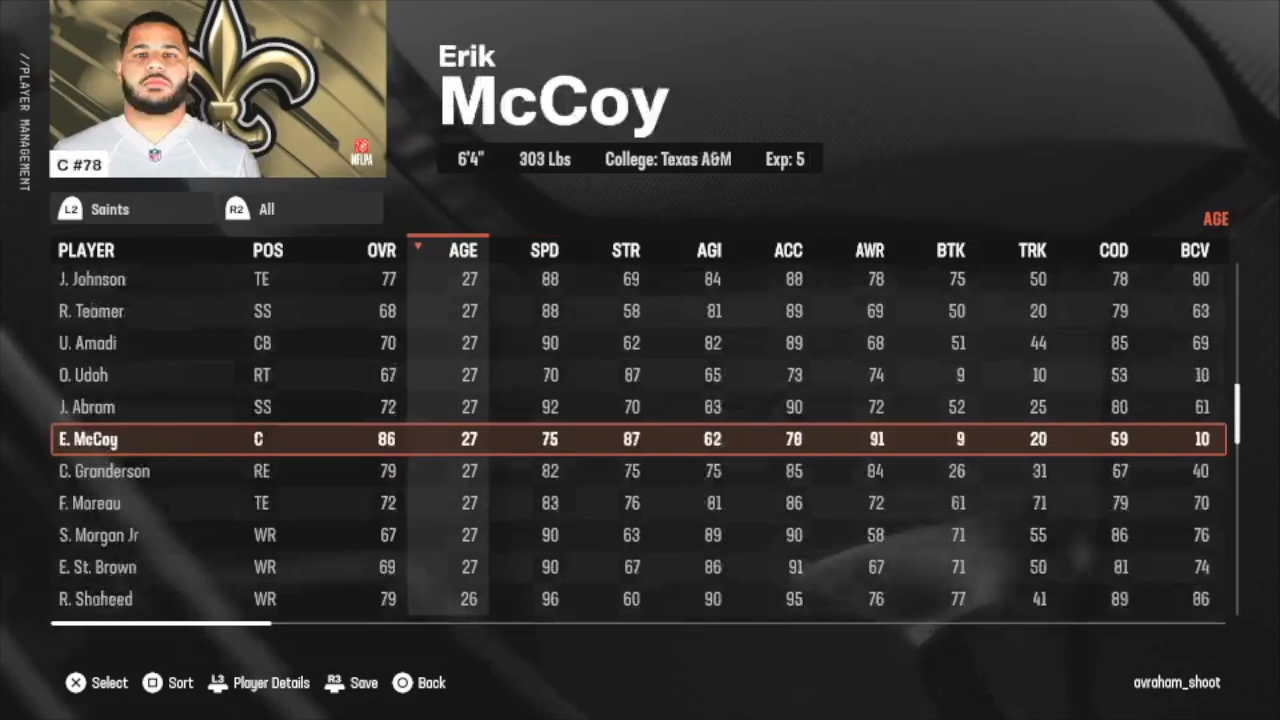 //PLAYER MANAGEMENT
Erik
McCoy
6'4" 303 Lbs College: Texas A&M Exp: 5
NFLPA
C #78
L2 Saints R2 All
AGE
PLAYER POS OVR AGE SPD STR AGI ACC AWR BTK TRK COD BCV
J. Johnson TE 77 27 88 69 84 88 78 75 50 78 80
R. Teamer SS 68 27 88 58 81 89 69 50 20 79 63
U. Amadi CB 70 27 90 62 82 89 68 51 44 85 69
O. Udoh RT 67 27 70 87 65 73 74 9 10 53 10
J. Abram SS 72 27 92 70 83 90 72 52 25 80 61
E. McCoy C 86 27 75 87 62 78 91 9 20 59 10
C. Granderson RE 79 27 82 75 75 85 84 26 31 67 40
F. Moreau TE 72 27 83 76 81 86 72 61 71 79 70
S. Morgan Jr WR 67 27 90 63 89 90 58 71 55 86 76
E. St. Brown WR 69 27 90 67 86 91 67 71 50 81 74
R. Shaheed WR 79 26 96 60 90 95 76 77 41 89 86
Select Sort L3 Player Details R3 Save Back avraham_shoot